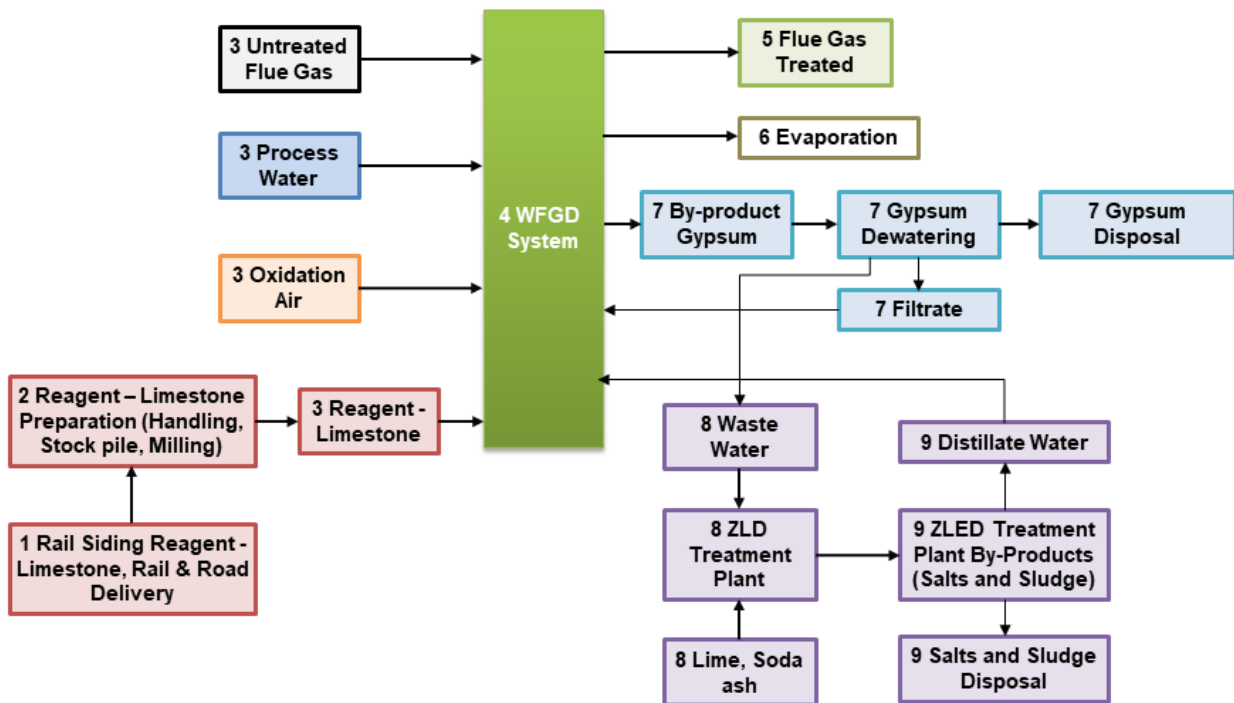 3 Untreated
Flue Gas
3 Process
Water
3 Oxidation
Air
2 Reagent – Limestone
Preparation (Handling,
Stock pile, Milling)
3 Reagent -
Limestone
1 Rail Siding Reagent -
Limestone, Rail & Road
Delivery
4 WFGD
System
5 Flue Gas
Treated
6 Evaporation
7 By-product
Gypsum
7 Gypsum
Dewatering
7 Gypsum
Disposal
7 Filtrate
8 Waste
Water
9 Distillate Water
8 ZLD
Treatment
Plant
9 ZLED Treatment
Plant By-Products
(Salts and Sludge)
8 Lime, Soda
ash
9 Salts and Sludge
Disposal